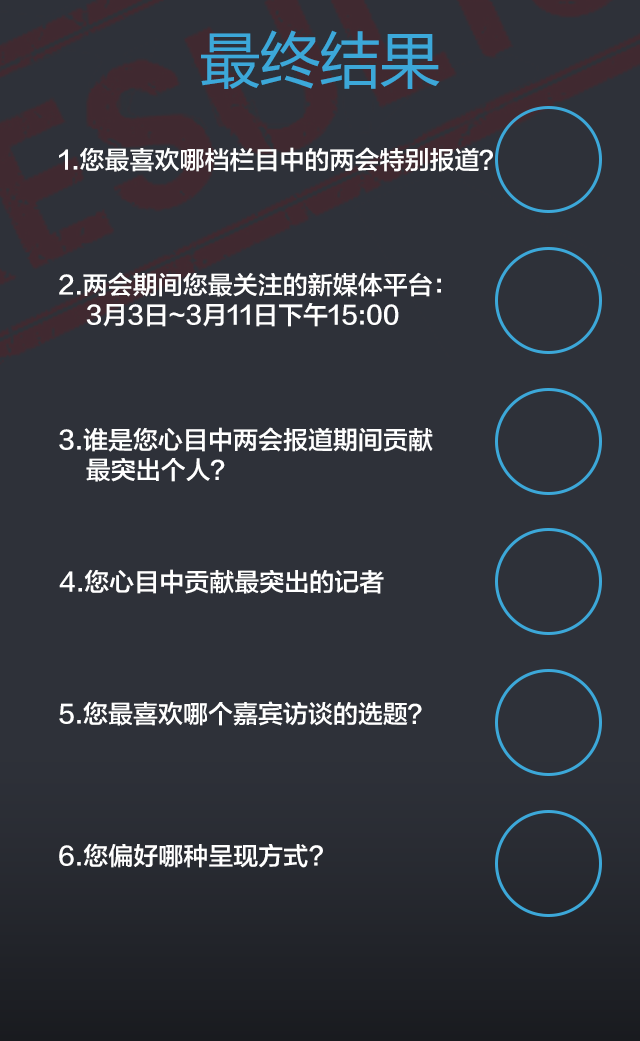 最终结果
1.您最喜欢哪档栏目中的两会特别报道?
2.两会期间您最关注的新媒体平台:
3月3日~3月11日下午15:00
3.谁是您心目中两会报道期间贡献
最突出个人?
4.您心目中贡献最突出的记者
5.您最喜欢哪个嘉宾访谈的选题?
6.您偏好哪种呈现方式?